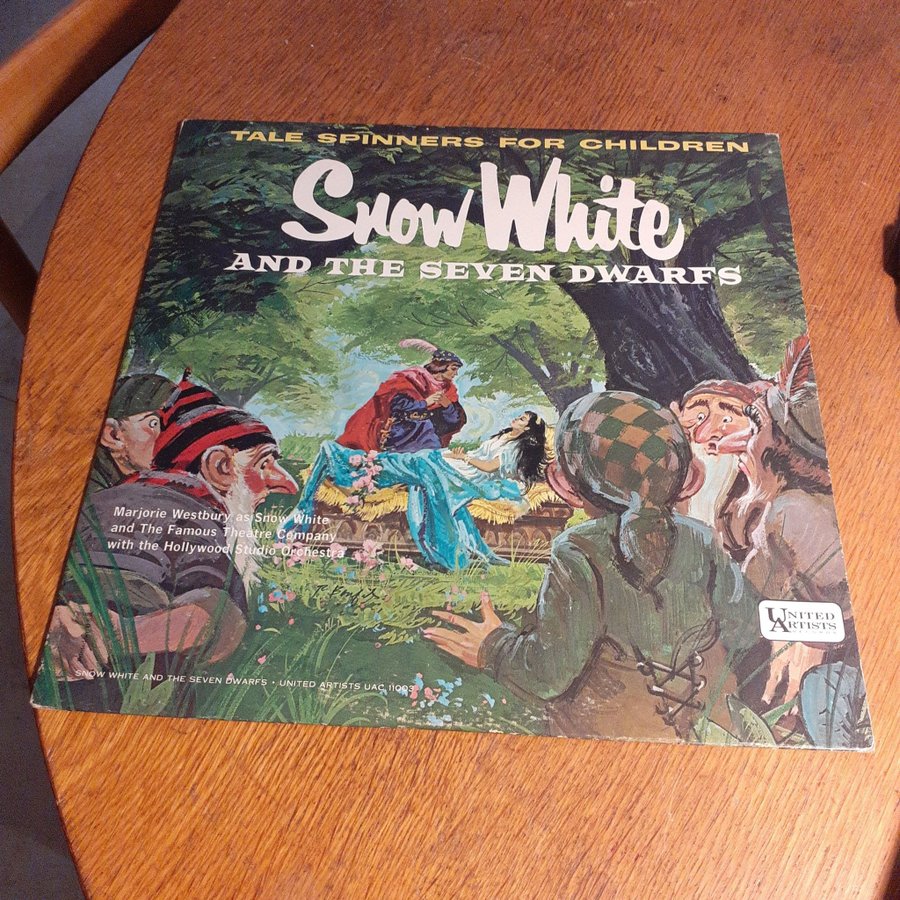 TALE SPINNERS FOR CHILDREN
Snow White
AND THE SEVEN DWARFS
Marjorie Westbury as Snow White
and The Famous Theatre Company
with the Hollywood Studio Orchestra
UNITED
ARTISTS
RECORDS
SNOW WHITE AND THE SEVEN DWARFS • UNITED ARTISTS UAC 11003